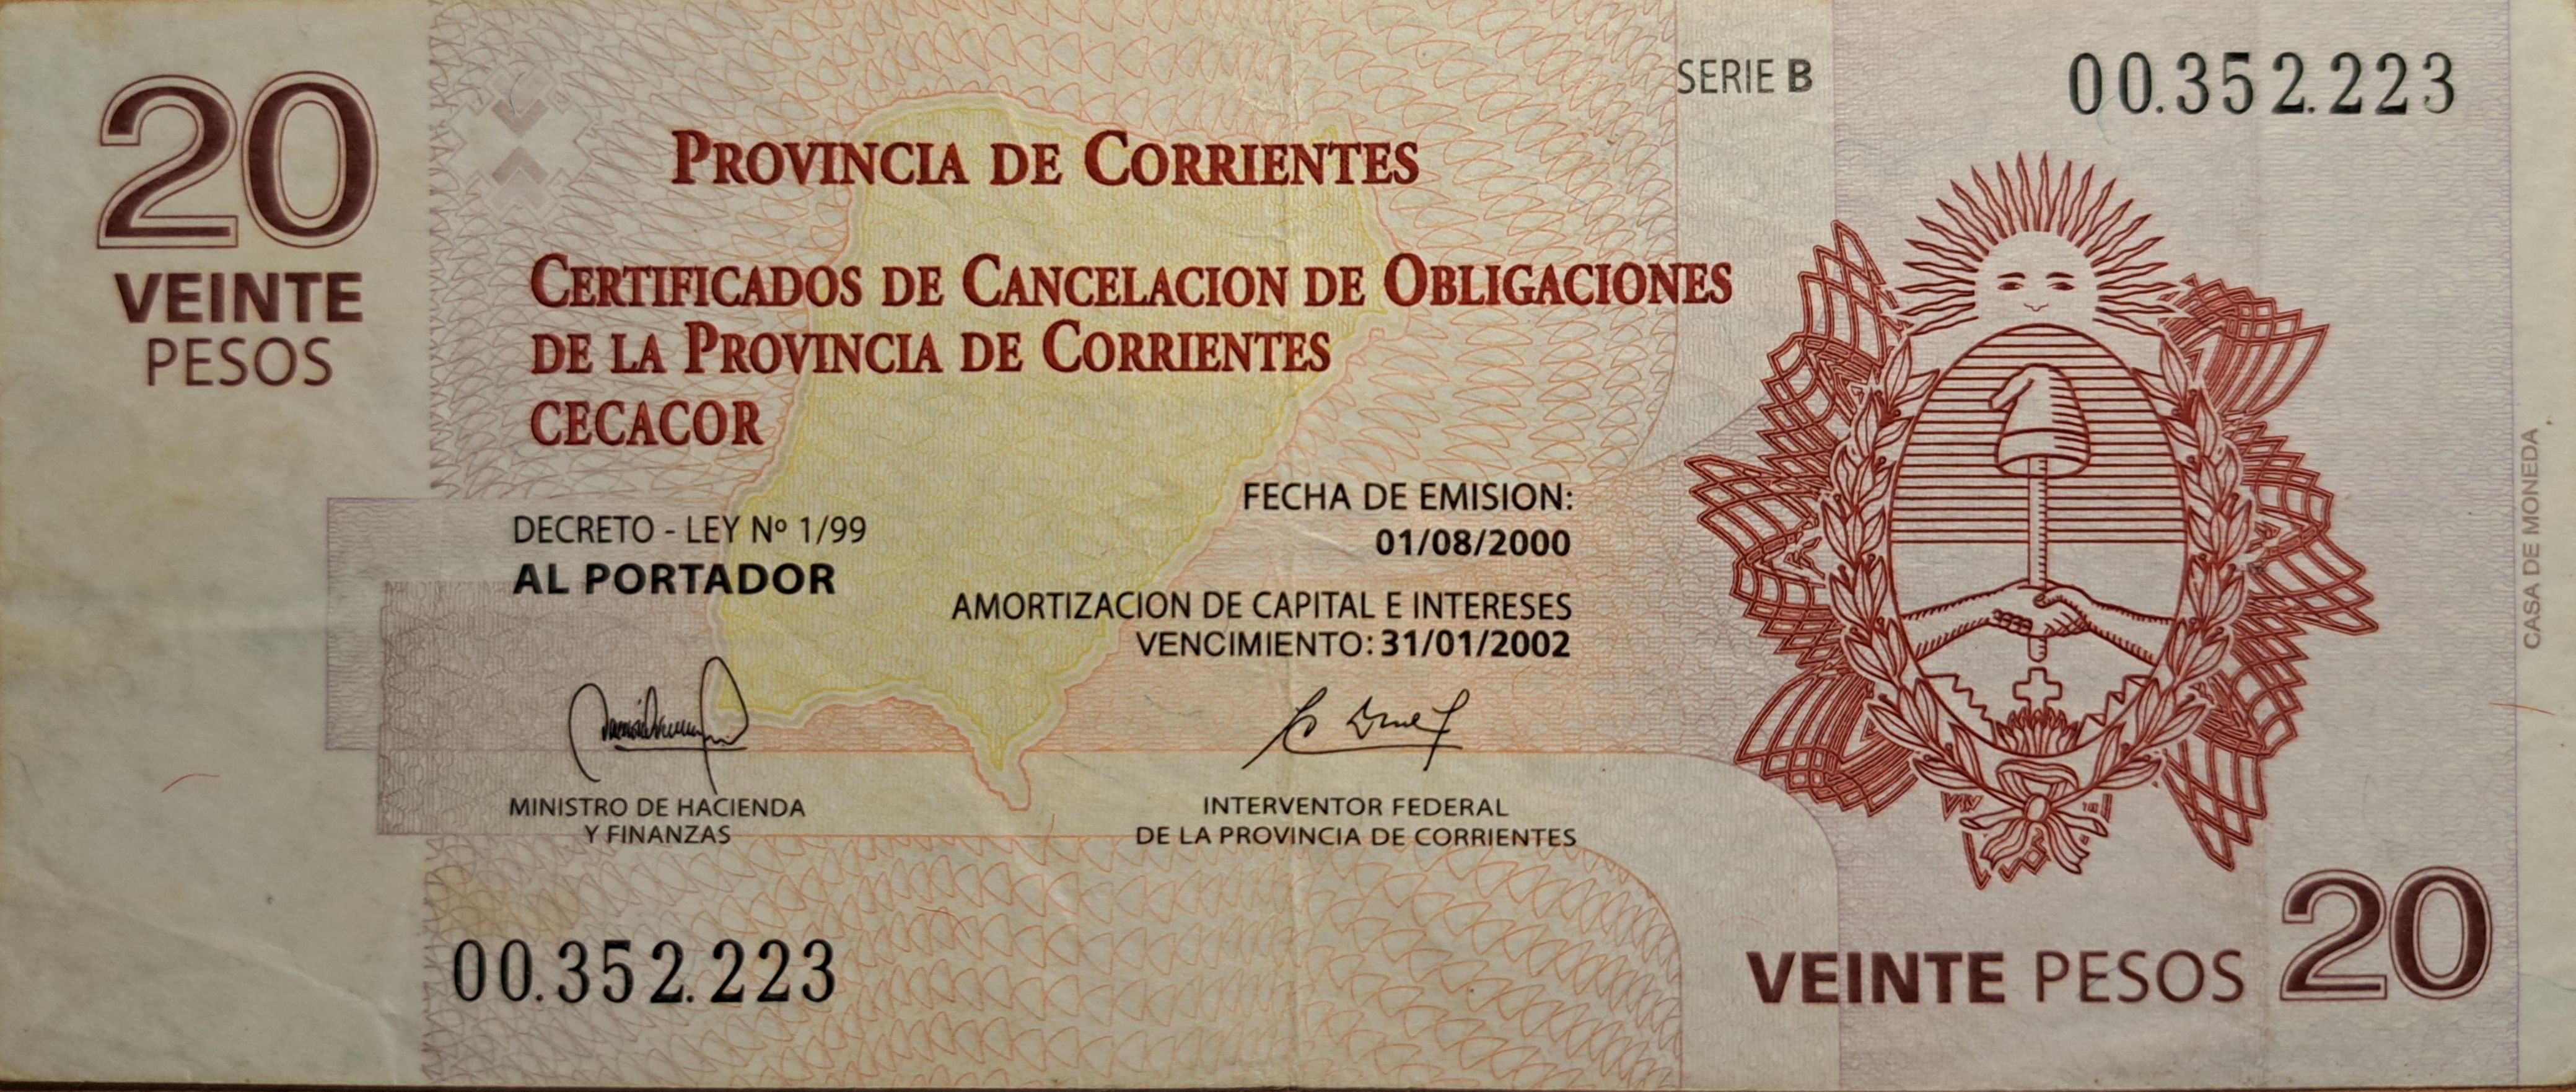 20
VEINTE
PESOS
SERIE B
00.352.223
PROVINCIA DE CORRIENTES
CERTIFICADOS DE CANCELACION DE OBLIGACIONES
DE LA PROVINCIA DE CORRIENTES
CECACOR
DECRETO - LEY Nº 1/99
AL PORTADOR
FECHA DE EMISION:
01/08/2000
AMORTIZACION DE CAPITAL E INTERESES
VENCIMIENTO: 31/01/2002
MINISTRO DE HACIENDA
Y FINANZAS
INTERVENTOR FEDERAL
DE LA PROVINCIA DE CORRIENTES
00.352.223
VEINTE PESOS 20
CASA DE MONEDA